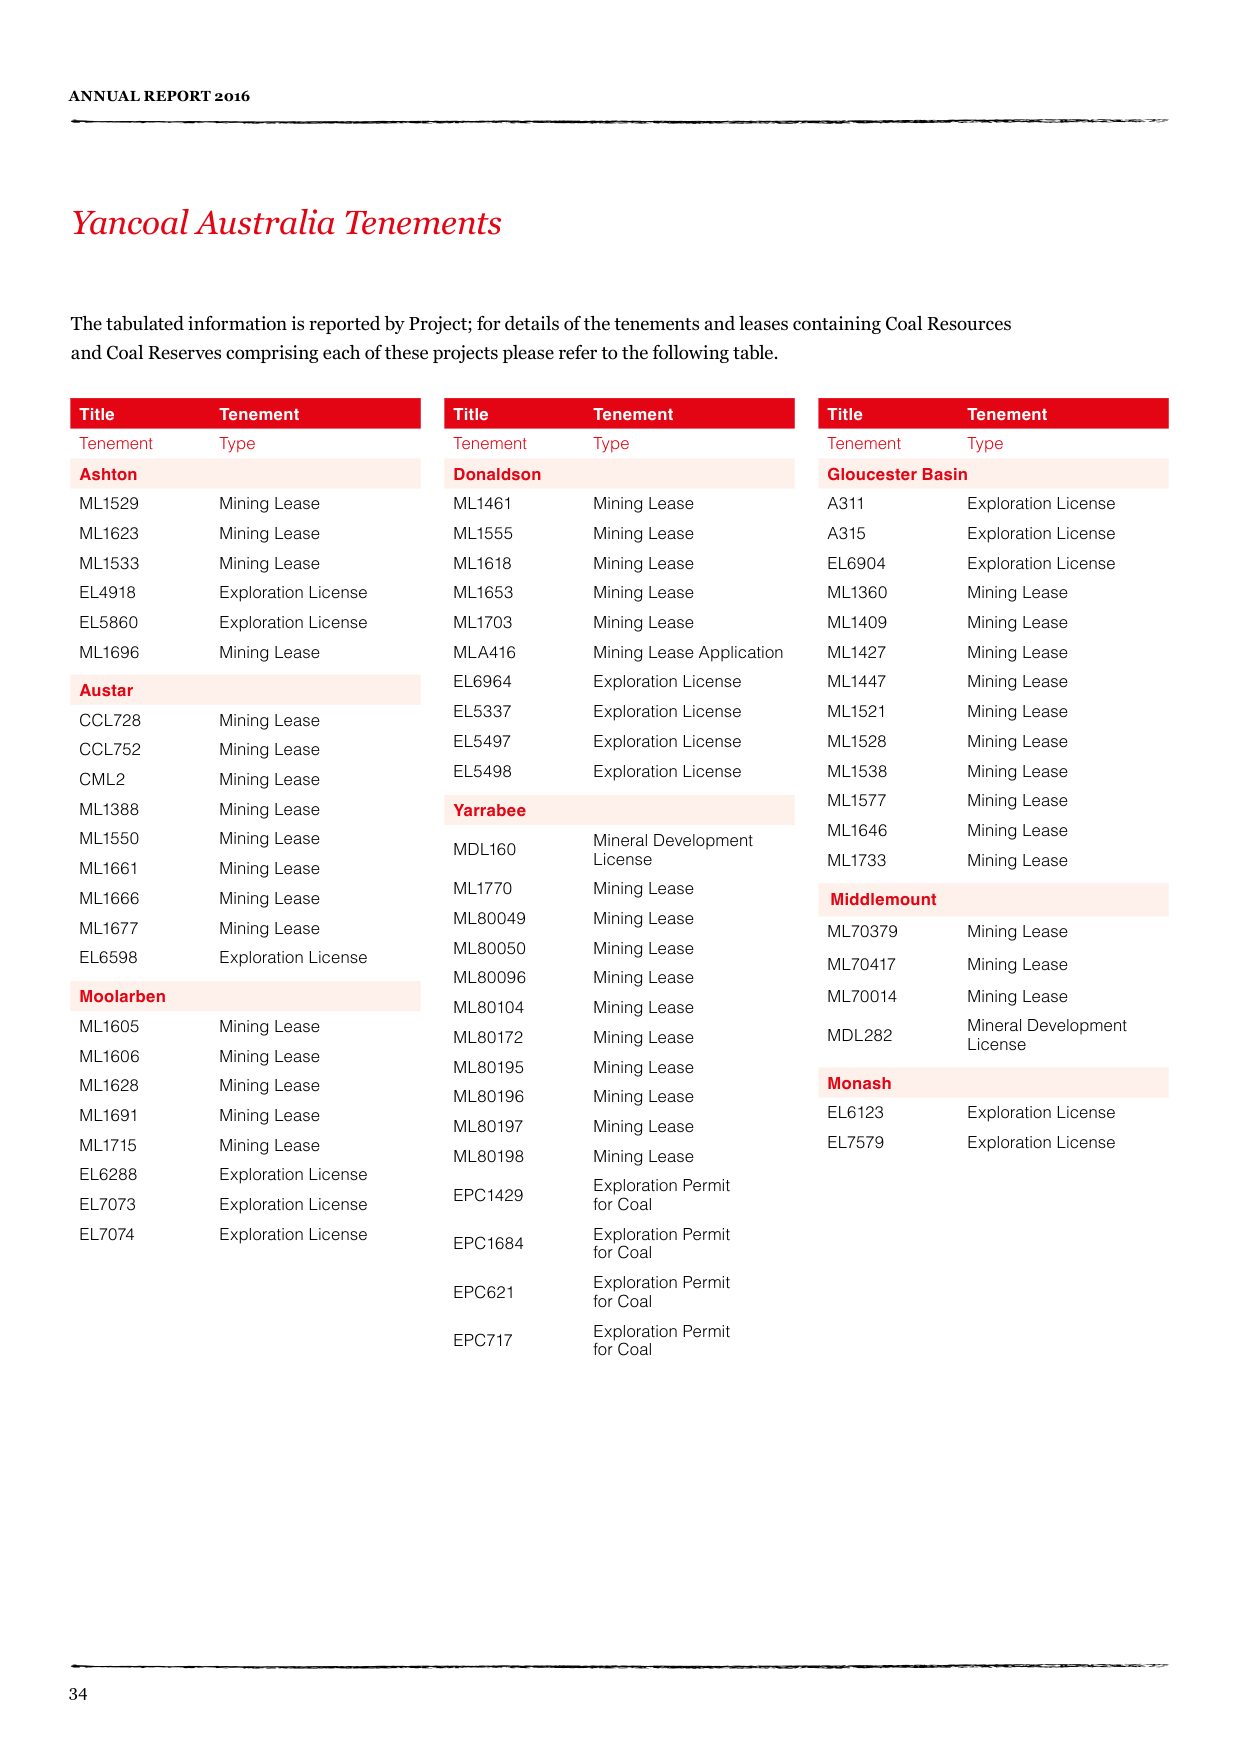 ANNUAL REPORT 2016
Yancoal Australia Tenements
The tabulated information is reported by Project; for details of the tenements and leases containing Coal Resources
and Coal Reserves comprising each of these projects please refer to the following table.
Title Tenement
Tenement Type
Ashton
ML1529 Mining Lease
ML1623 Mining Lease
ML1533 Mining Lease
EL4918 Exploration License
EL5860 Exploration License
ML1696 Mining Lease
Austar
CCL728 Mining Lease
CCL752 Mining Lease
CML2 Mining Lease
ML1388 Mining Lease
ML1550 Mining Lease
ML1661 Mining Lease
ML1666 Mining Lease
ML1677 Mining Lease
EL6598 Exploration License
Moolarben
ML1605 Mining Lease
ML1606 Mining Lease
ML1628 Mining Lease
ML1691 Mining Lease
ML1715 Mining Lease
EL6288 Exploration License
EL7073 Exploration License
EL7074 Exploration License
Title Tenement
Tenement Type
Donaldson
ML1461 Mining Lease
ML1555 Mining Lease
ML1618 Mining Lease
ML1653 Mining Lease
ML1703 Mining Lease
MLA416 Mining Lease Application
EL6964 Exploration License
EL5337 Exploration License
EL5497 Exploration License
EL5498 Exploration License
Yarrabee
MDL160 Mineral Development
License
ML1770 Mining Lease
ML80049 Mining Lease
ML80050 Mining Lease
ML80096 Mining Lease
ML80104 Mining Lease
ML80172 Mining Lease
ML80195 Mining Lease
ML80196 Mining Lease
ML80197 Mining Lease
ML80198 Mining Lease
EPC1429 Exploration Permit
for Coal
EPC1684 Exploration Permit
for Coal
EPC621 Exploration Permit
for Coal
EPC717 Exploration Permit
for Coal
Title Tenement
Tenement Type
Gloucester Basin
A311 Exploration License
A315 Exploration License
EL6904 Exploration License
ML1360 Mining Lease
ML1409 Mining Lease
ML1427 Mining Lease
ML1447 Mining Lease
ML1521 Mining Lease
ML1528 Mining Lease
ML1538 Mining Lease
ML1577 Mining Lease
ML1646 Mining Lease
ML1733 Mining Lease
Middlemount
ML70379 Mining Lease
ML70417 Mining Lease
ML70014 Mining Lease
MDL282 Mineral Development
License
Monash
EL6123 Exploration License
EL7579 Exploration License
34